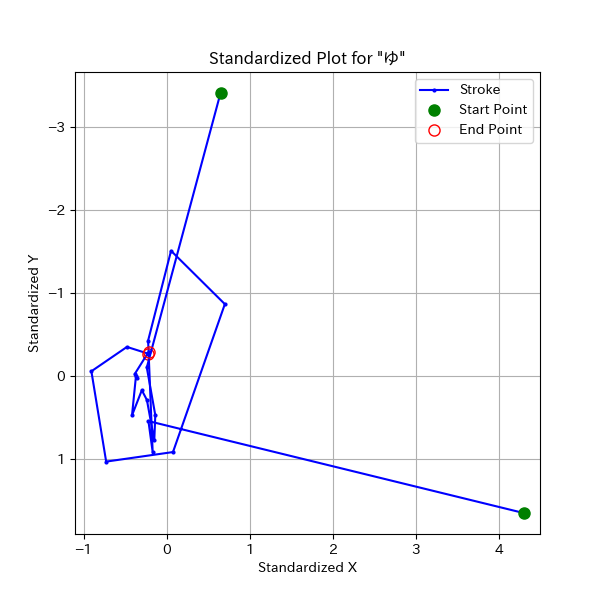 Standardized Plot for "ゆ"
Stroke
Start Point
End Point
Standardized Y
−3
−2
−1
0
1
−1 0 1 2 3 4
Standardized X